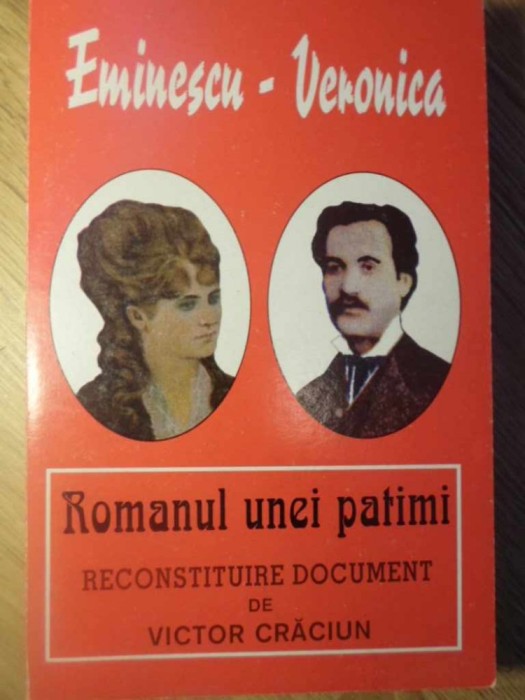 Eminescu - Veronica
Romanul unei patimi
RECONSTITUIRE DOCUMENT
DE
VICTOR CRĂCIUN